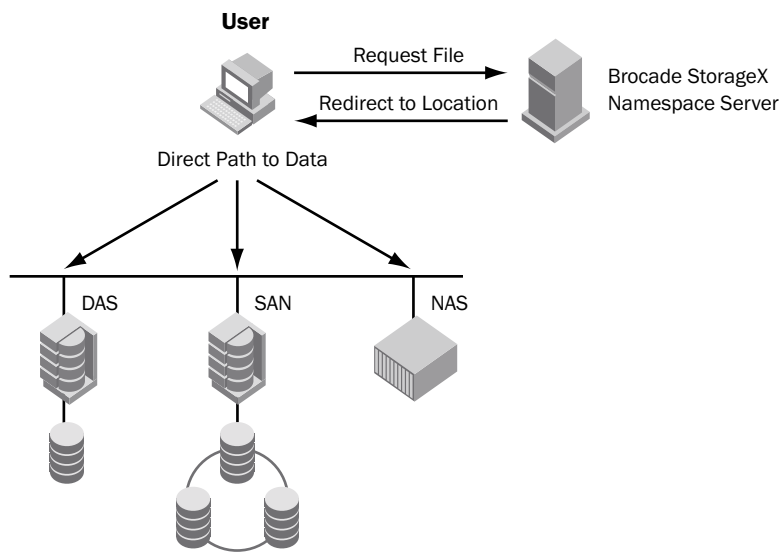 User
Request File
Redirect to Location
Brocade StorageX
Namespace Server
Direct Path to Data
DAS
SAN
NAS